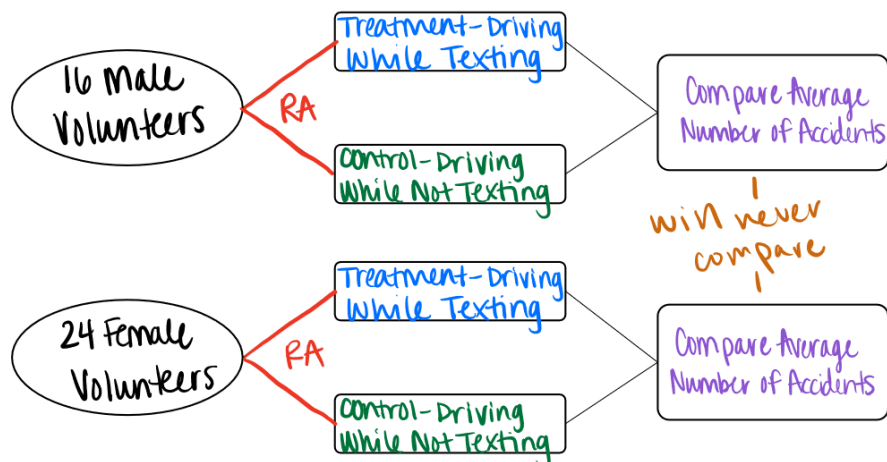 16 Male
Volunteers
RA
Treatment-Driving
While Texting
Control-Driving
While Not Texting
Compare Average
Number of Accidents
will never
compare
24 Female
Volunteers
RA
Treatment-Driving
While Texting
Control-Driving
While Not Texting
Compare Average
Number of Accidents